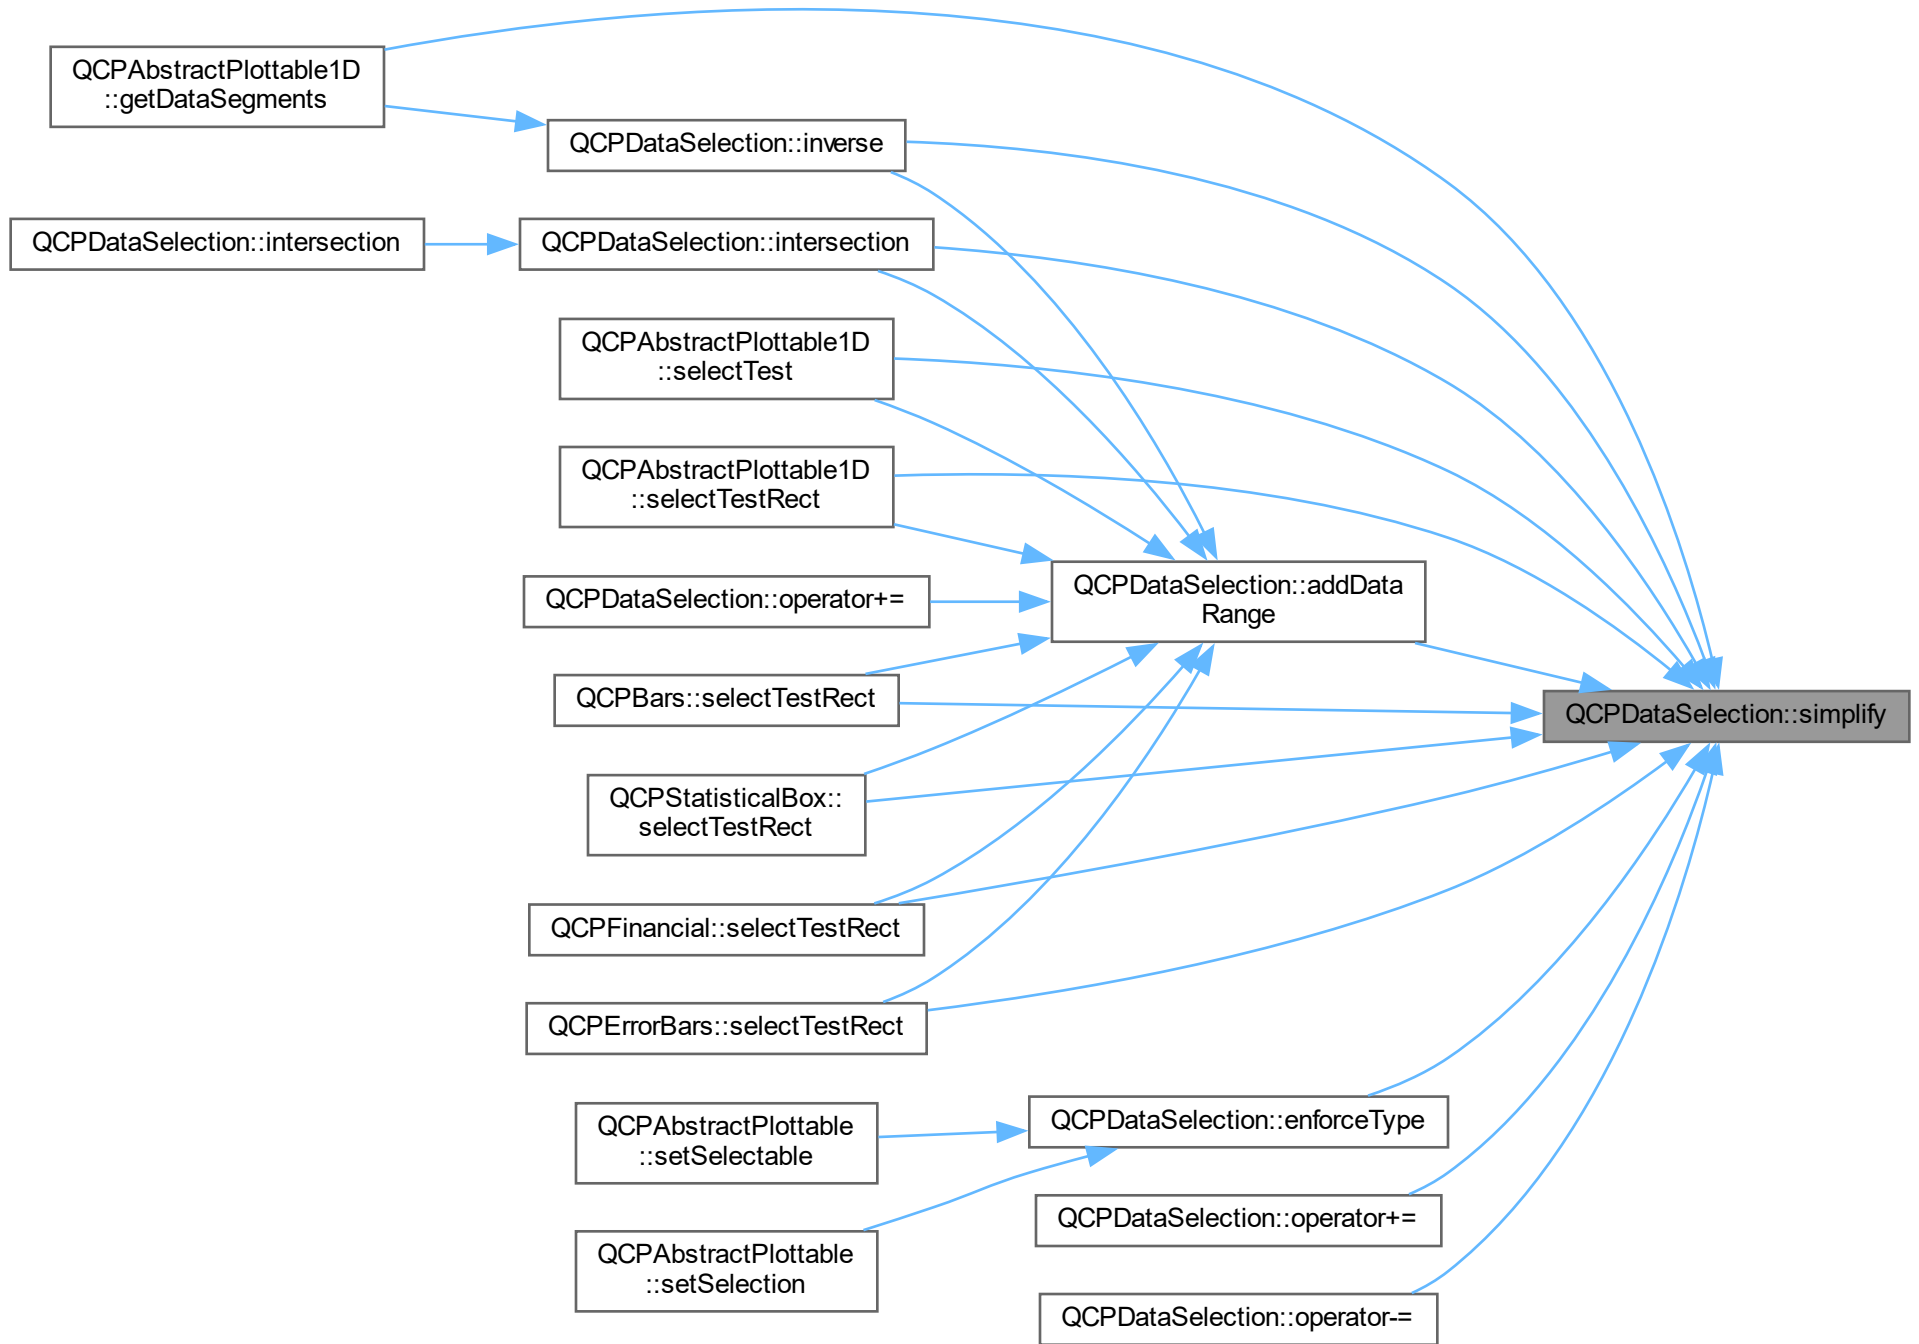 QCPAbstractPlottable1D
::getDataSegments
QCPDataSelection::inverse
QCPDataSelection::intersection
QCPDataSelection::intersection
QCPAbstractPlottable1D
::selectTest
QCPAbstractPlottable1D
::selectTestRect
QCPDataSelection::addData
Range
QCPDataSelection::operator+=
QCPBars::selectTestRect
QCPDataSelection::simplify
QCPStatisticalBox::
selectTestRect
QCPFinancial::selectTestRect
QCPErrorBars::selectTestRect
QCPDataSelection::enforceType
QCPAbstractPlottable
::setSelectable
QCPDataSelection::operator+=
QCPAbstractPlottable
::setSelection
QCPDataSelection::operator-=